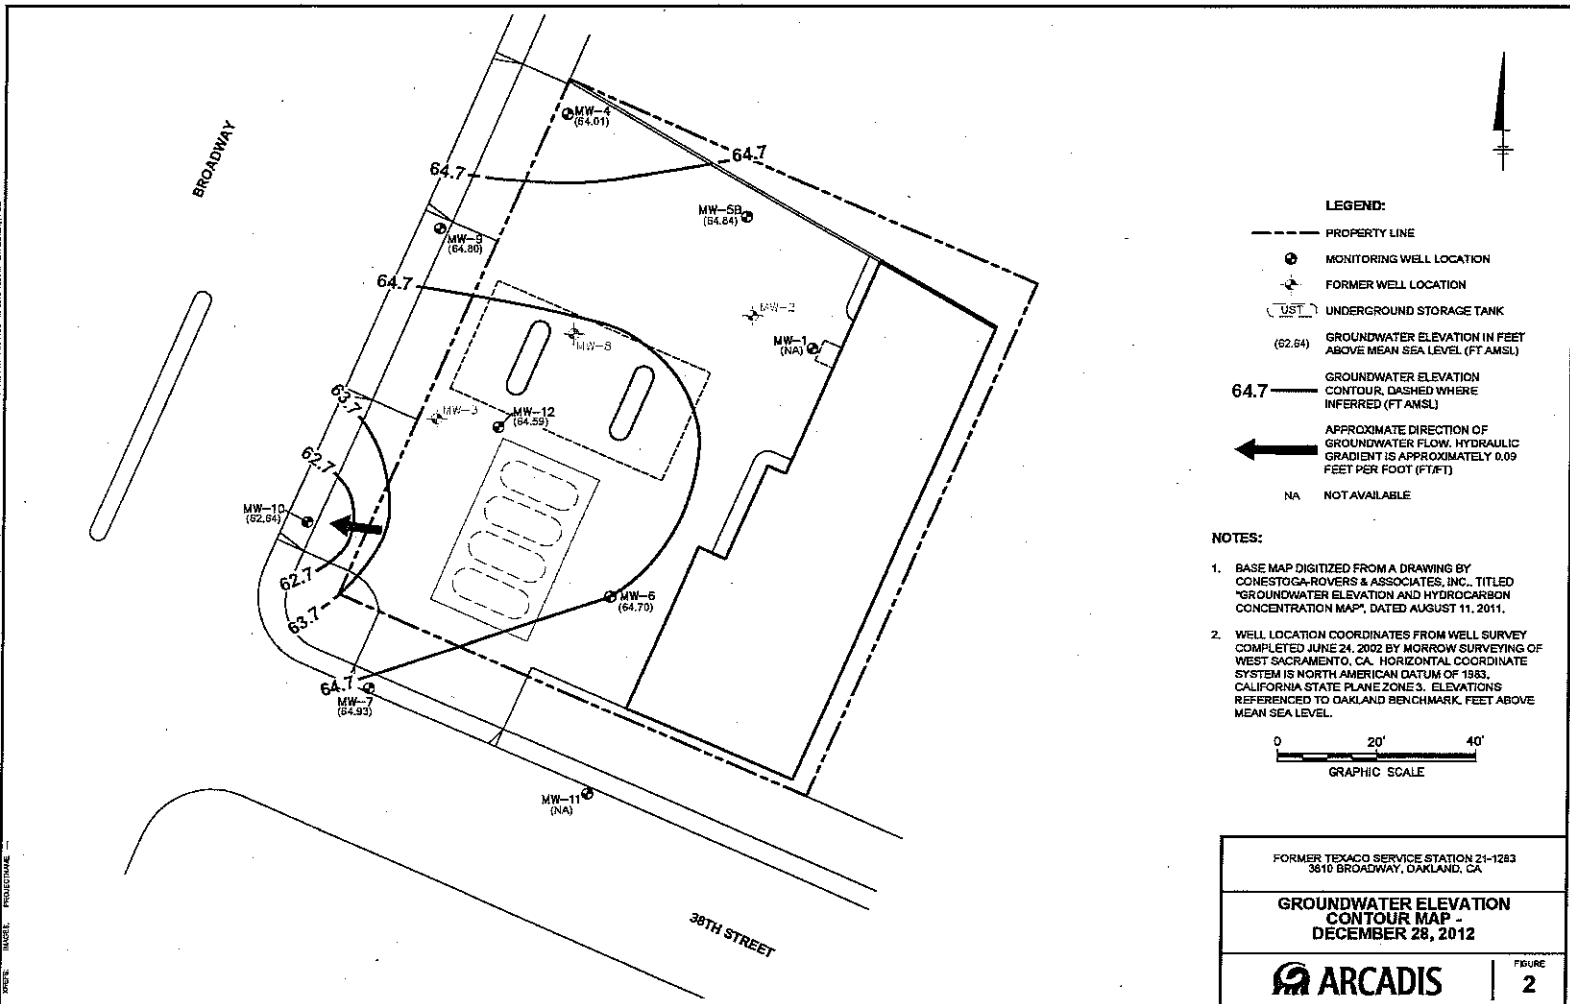 BROADWAY
MW-4
(64.01)
64.7
64.7
MW-5B
(64.84)
MW-9
(64.80)
64.7
MW-2
MW-8
MW-1
(NA)
63.7
MW-3
MW-12
(64.59)
62.7
MW-10
(62.64)
62.7
63.7
MW-6
(64.70)
64.7
MW-7
(64.93)
MW-11
(NA)
38TH STREET
LEGEND:
PROPERTY LINE
MONITORING WELL LOCATION
FORMER WELL LOCATION
UST UNDERGROUND STORAGE TANK
(62.64) GROUNDWATER ELEVATION IN FEET
ABOVE MEAN SEA LEVEL (FT AMSL)
64.7 GROUNDWATER ELEVATION
CONTOUR, DASHED WHERE
INFERRED (FT AMSL)
APPROXIMATE DIRECTION OF
GROUNDWATER FLOW. HYDRAULIC
GRADIENT IS APPROXIMATELY 0.09
FEET PER FOOT (FT/FT)
NA NOT AVAILABLE
NOTES:
1. BASE MAP DIGITIZED FROM A DRAWING BY
CONESTOGA-ROVERS & ASSOCIATES, INC., TITLED
"GROUNDWATER ELEVATION AND HYDROCARBON
CONCENTRATION MAP", DATED AUGUST 11, 2011.
2. WELL LOCATION COORDINATES FROM WELL SURVEY
COMPLETED JUNE 24, 2002 BY MORROW SURVEYING OF
WEST SACRAMENTO, CA. HORIZONTAL COORDINATE
SYSTEM IS NORTH AMERICAN DATUM OF 1983,
CALIFORNIA STATE PLANE ZONE 3. ELEVATIONS
REFERENCED TO OAKLAND BENCHMARK, FEET ABOVE
MEAN SEA LEVEL.
0 20' 40'
GRAPHIC SCALE
FORMER TEXACO SERVICE STATION 21-1283
3810 BROADWAY, OAKLAND, CA
GROUNDWATER ELEVATION
CONTOUR MAP -
DECEMBER 28, 2012
ARCADIS
FIGURE
2
XREFS: IMAGES: PROJECTNAME: ---